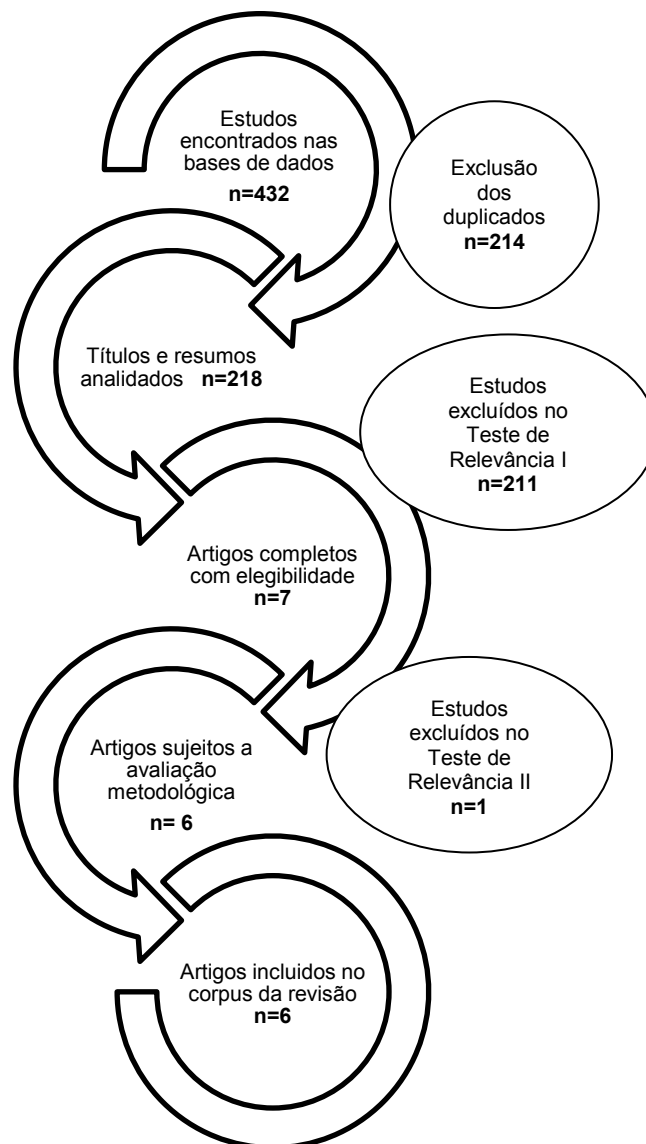 Estudos
encontrados nas
bases de dados
n=432
Exclusão
dos
duplicados
n=214
Títulos e resumos
analidados n=218
Estudos
excluídos no
Teste de
Relevância I
n=211
Artigos completos
com elegibilidade
n=7
Estudos
excluídos no
Teste de
Relevância II
n=1
Artigos sujeitos a
avaliação
metodológica
n= 6
Artigos incluidos no
corpus da revisão
n=6